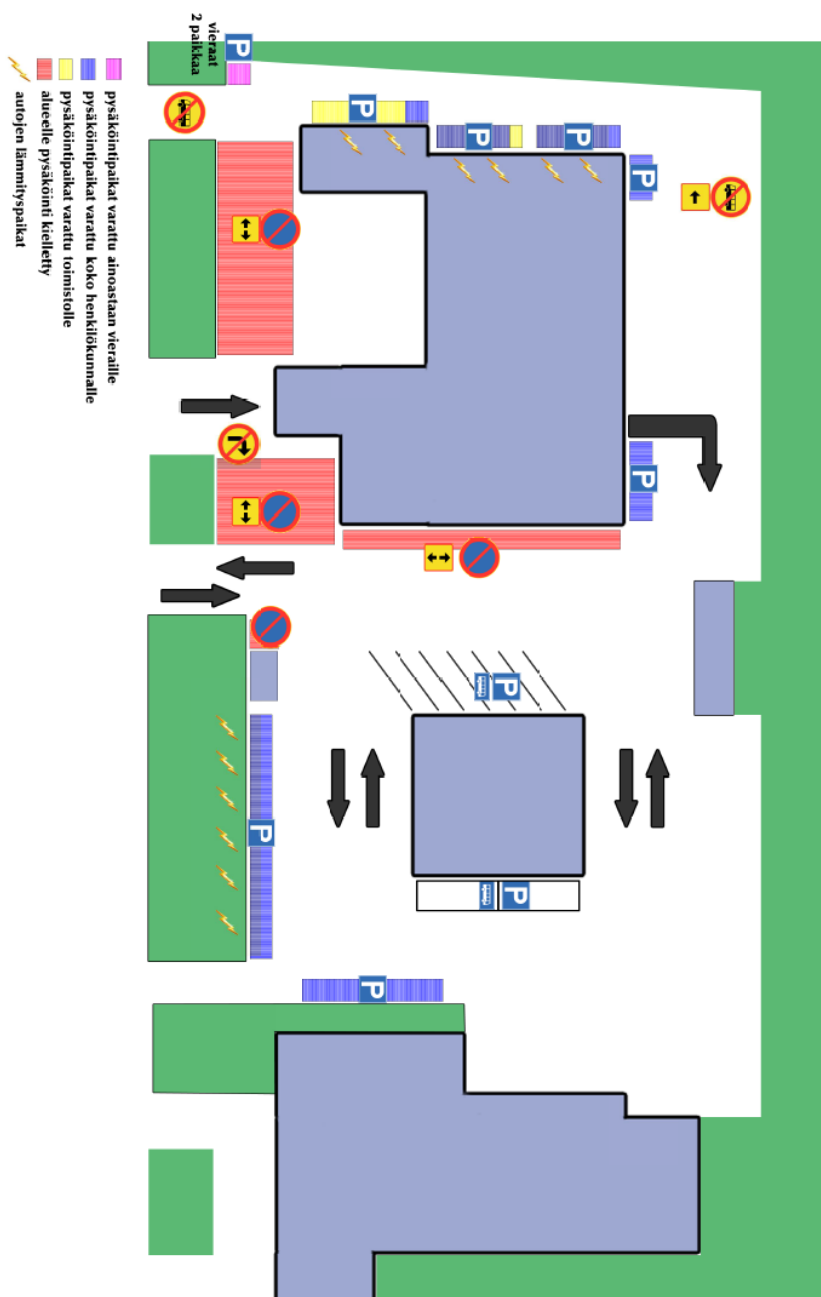 vieraat
2 paikkaa
P
P
P
P
P
P
P
P
P
P
pysäköintipaikat varattu ainoastaan vieraille
pysäköintipaikat varattu koko henkilökunnalle
pysäköintipaikat varattu toimistolle
alueelle pysäköinti kielletty
autojen lämmityspaikat